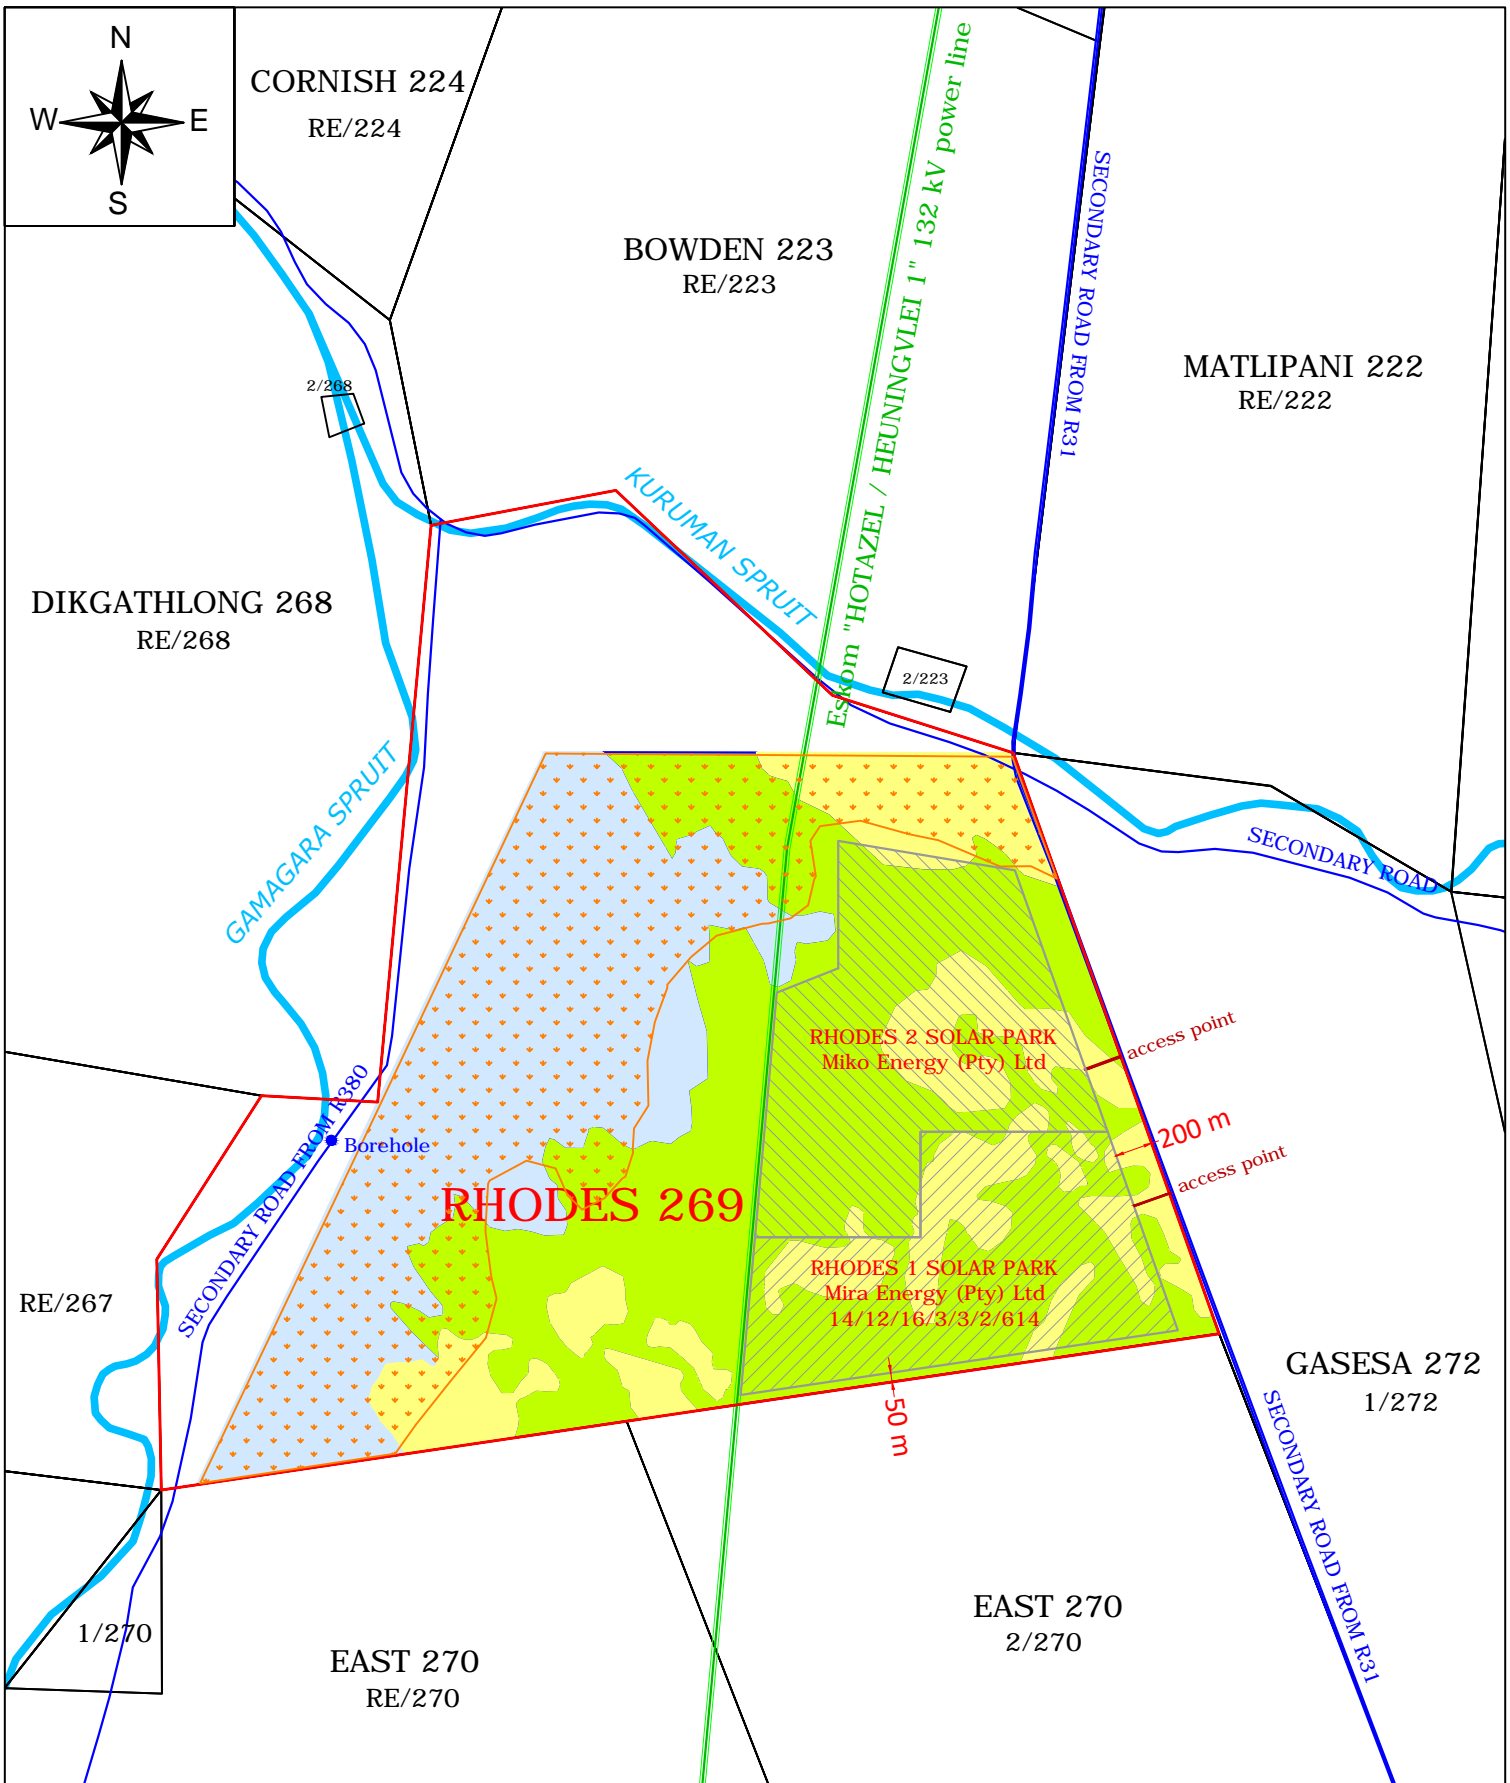 N
W
E
S
CORNISH 224
RE/224
BOWDEN 223
RE/223
Eskom "HOTAZEL / HEUNINGVLEI 1" 132 kV power line
SECONDARY ROAD FROM R31
MATLIPANI 222
RE/222
2/268
KURUMAN SPRUIT
DIKGATHLONG 268
RE/268
2/223
GAMAGARA SPRUIT
SECONDARY ROAD
RHODES 2 SOLAR PARK
Miko Energy (Pty) Ltd
access point
200 m
access point
SECONDARY ROAD FROM R380
Borehole
RHODES 269
RE/267
RHODES 1 SOLAR PARK
Mira Energy (Pty) Ltd
14/12/16/3/3/2/614
50 m
GASESA 272
1/272
SECONDARY ROAD FROM R31
1/270
EAST 270
RE/270
EAST 270
2/270